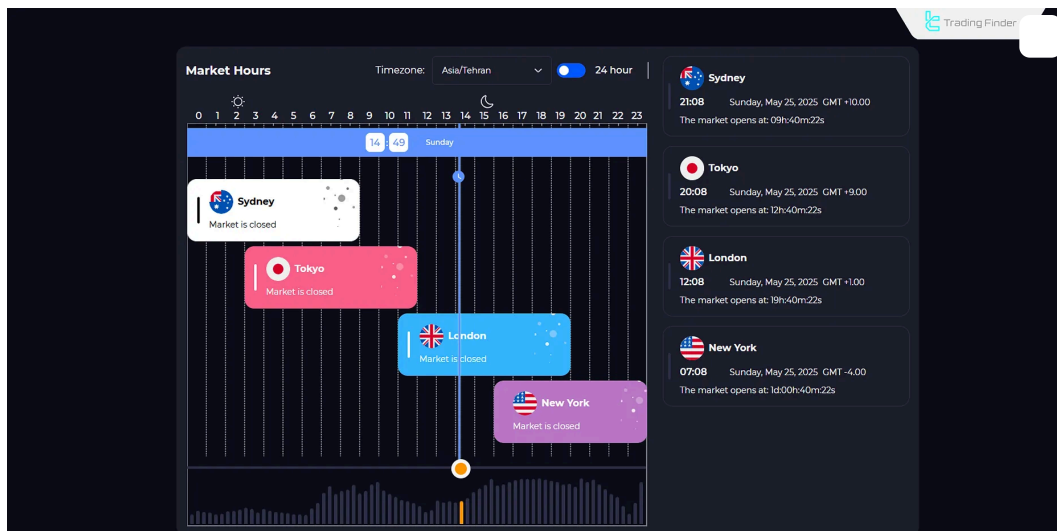 Trading Finder
Market Hours
Timezone: Asia/Tehran 24 hour
0 1 2 3 4 5 6 7 8 9 10 11 12 13 14 15 16 17 18 19 20 21 22 23
14 : 49 Sunday
Sydney
Market is closed
Tokyo
Market is closed
London
Market is closed
New York
Market is closed
Sydney
21:08 Sunday, May 25, 2025 GMT +10.00
The market opens at: 09h:40m:22s
Tokyo
20:08 Sunday, May 25, 2025 GMT +9.00
The market opens at: 12h:40m:22s
London
12:08 Sunday, May 25, 2025 GMT +1.00
The market opens at: 19h:40m:22s
New York
07:08 Sunday, May 25, 2025 GMT -4.00
The market opens at: 1d:00h:40m:22s